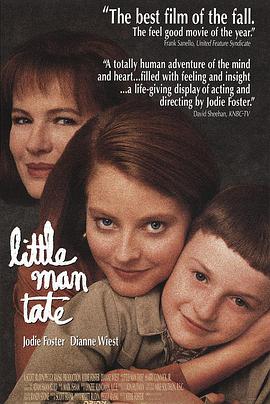 “The best film of the fall.
The feel good movie of the year.”
Frank Sanello, United Feature Syndicate
“A totally human adventure of the mind
and heart...filled with feeling and insight
...a life-giving display of acting and
directing by Jodie Foster.”
David Sheehan, KNBC-TV
little
man
tate
Jodie Foster Dianne Wiest